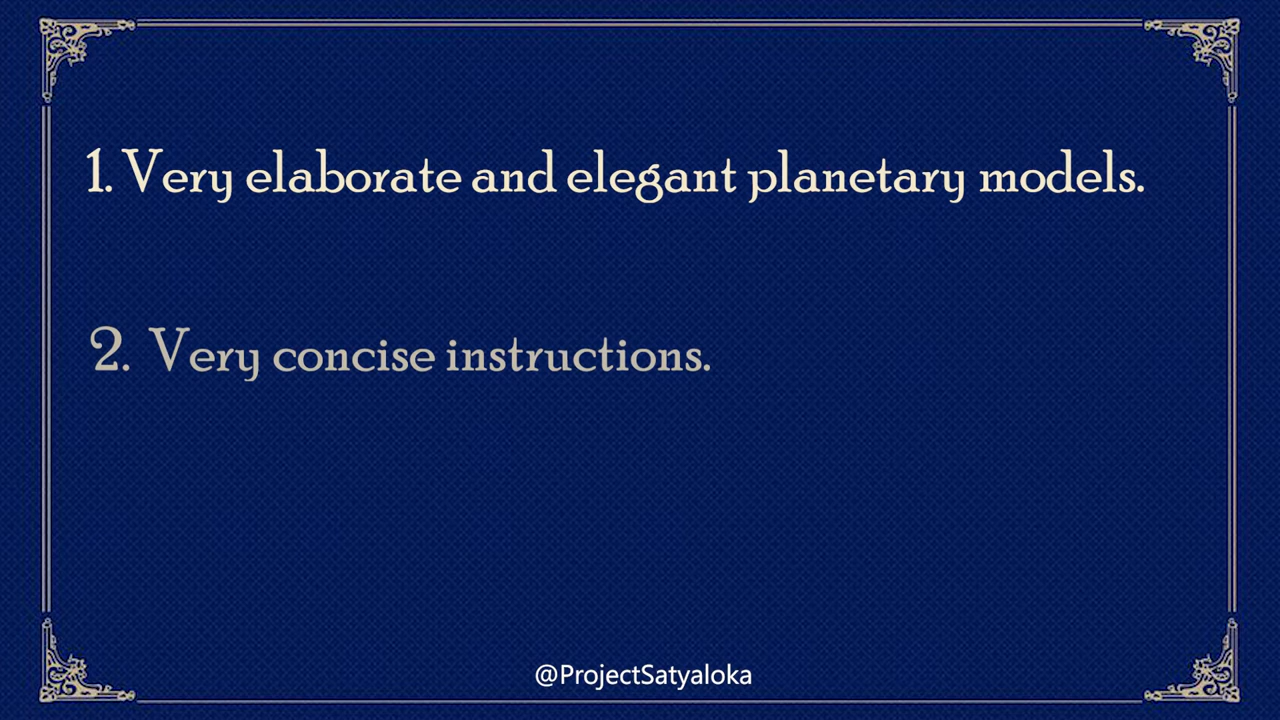 1. Very elaborate and elegant planetary models.
2. Very concise instructions.
@ProjectSatyaloka